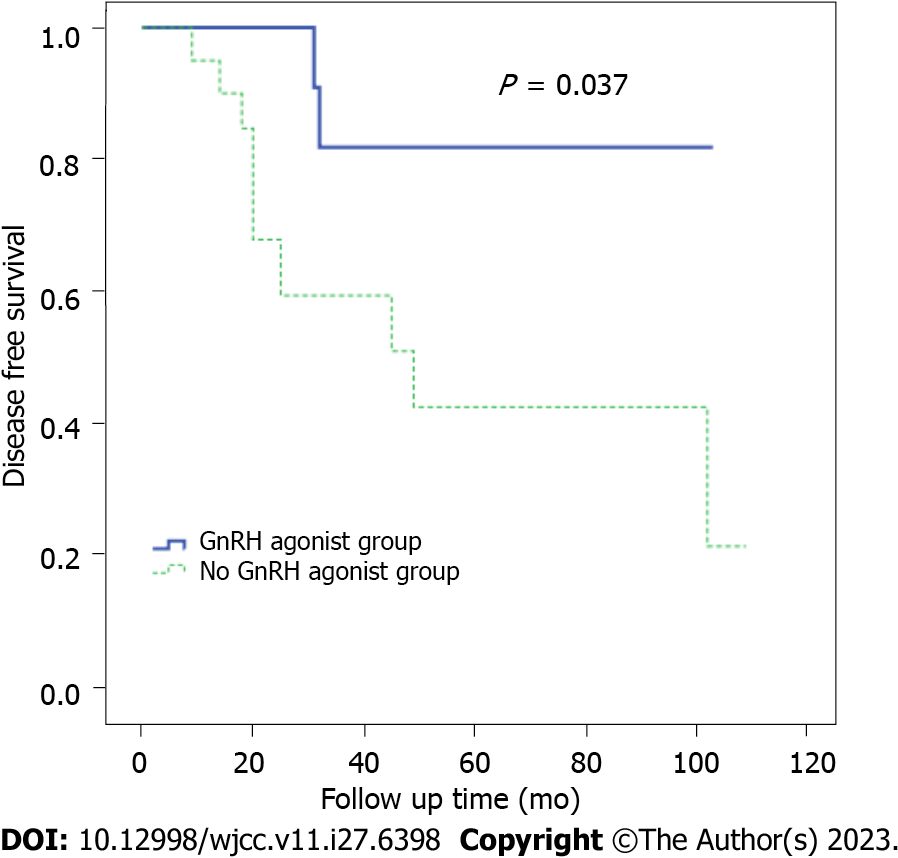 1.0
P = 0.037
0.8
0.6
0.4
0.2
0.0
Disease free survival
GnRH agonist group
No GnRH agonist group
0 20 40 60 80 100 120
Follow up time (mo)
DOI: 10.12998/wjcc.v11.i27.6398 Copyright ©The Author(s) 2023.